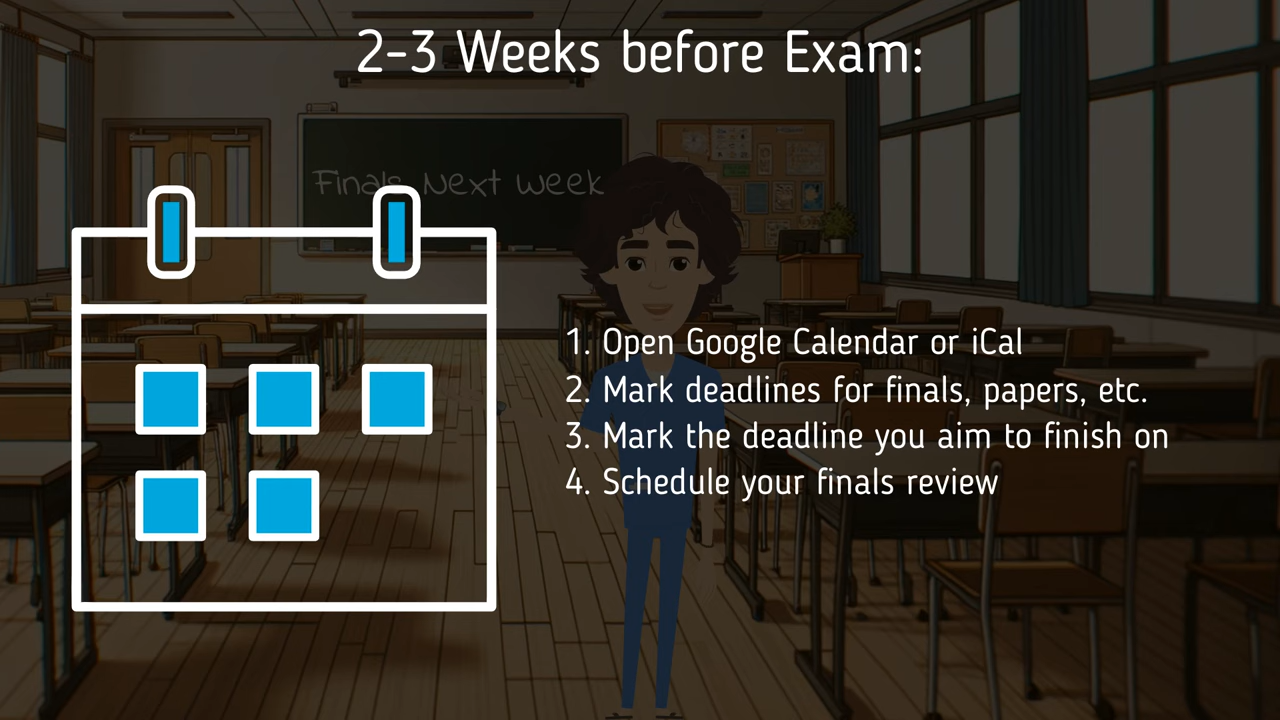 2-3 Weeks before Exam:
Finals Next week
1. Open Google Calendar or iCal
2. Mark deadlines for finals, papers, etc.
3. Mark the deadline you aim to finish on
4. Schedule your finals review